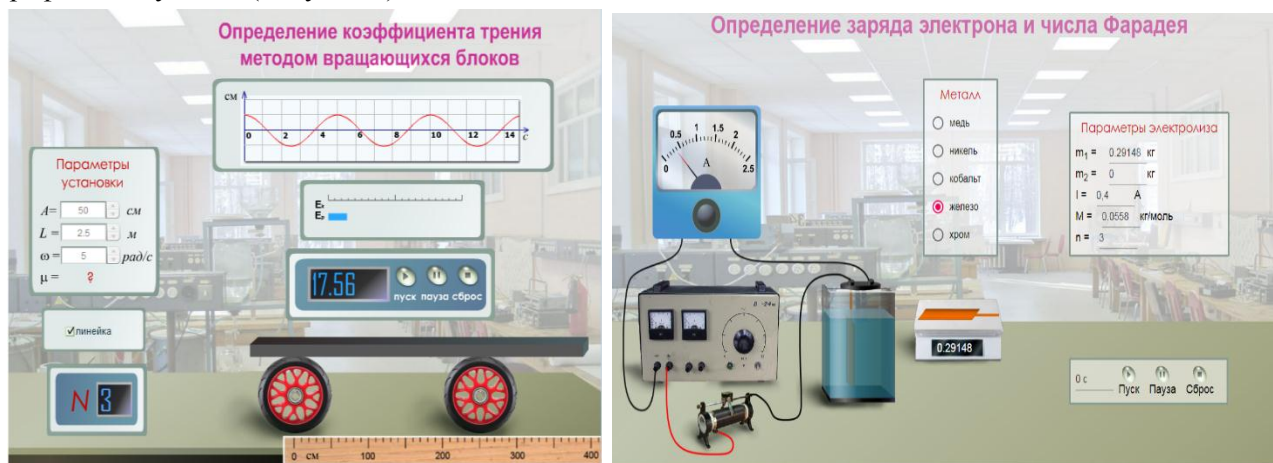 Определение коэффициента трения
методом вращающихся блоков
см
0 2 4 6 8 10 12 14 с
Параметры
установки
A= 50 см
L = 2.5 м
ω = 5 рад/с
μ = ?
Eк
Eр
17.56
пуск пауза сброс
линейка
N 3
0 см 100 200 300 400
Определение заряда электрона и числа Фарадея
Металл
медь
никель
кобальт
железо
хром
0 0.5 1 1.5 2 2.5
А
Параметры электролиза
m₁ = 0.29148 кг
m₂ = 0 кг
I = 0,4 А
M = 0.0558 кг/моль
n = 3
0.29148
0 с
Пуск Пауза Сброс